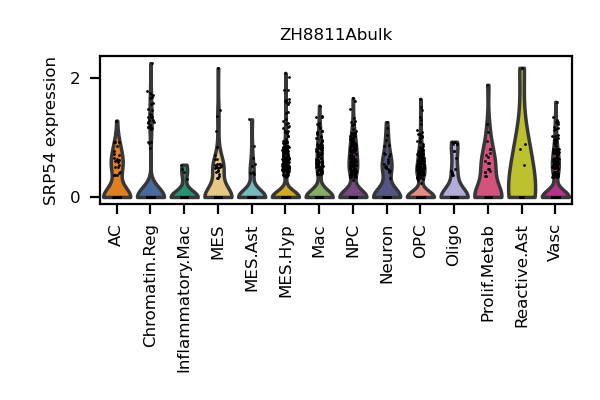 ZH8811Abulk
SRP54 expression
2
0
AC
Chromatin.Reg
Inflammatory.Mac
MES
MES.Ast
MES.Hyp
Mac
NPC
Neuron
OPC
Oligo
Prolif.Metab
Reactive.Ast
Vasc